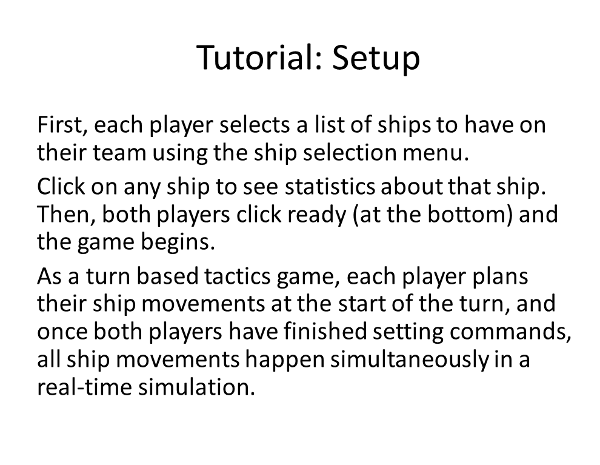 Tutorial: Setup
First, each player selects a list of ships to have on
their team using the ship selection menu.
Click on any ship to see statistics about that ship.
Then, both players click ready (at the bottom) and
the game begins.
As a turn based tactics game, each player plans
their ship movements at the start of the turn, and
once both players have finished setting commands,
all ship movements happen simultaneously in a
real-time simulation.